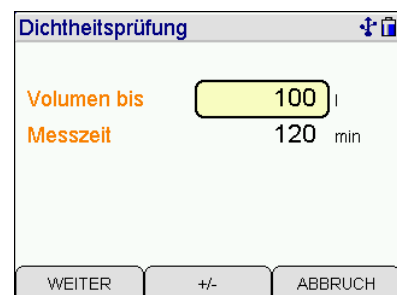 Dichtheitsprüfung
Volumen bis 100 l
Messzeit 120 min
WEITER +/- ABBRUCH